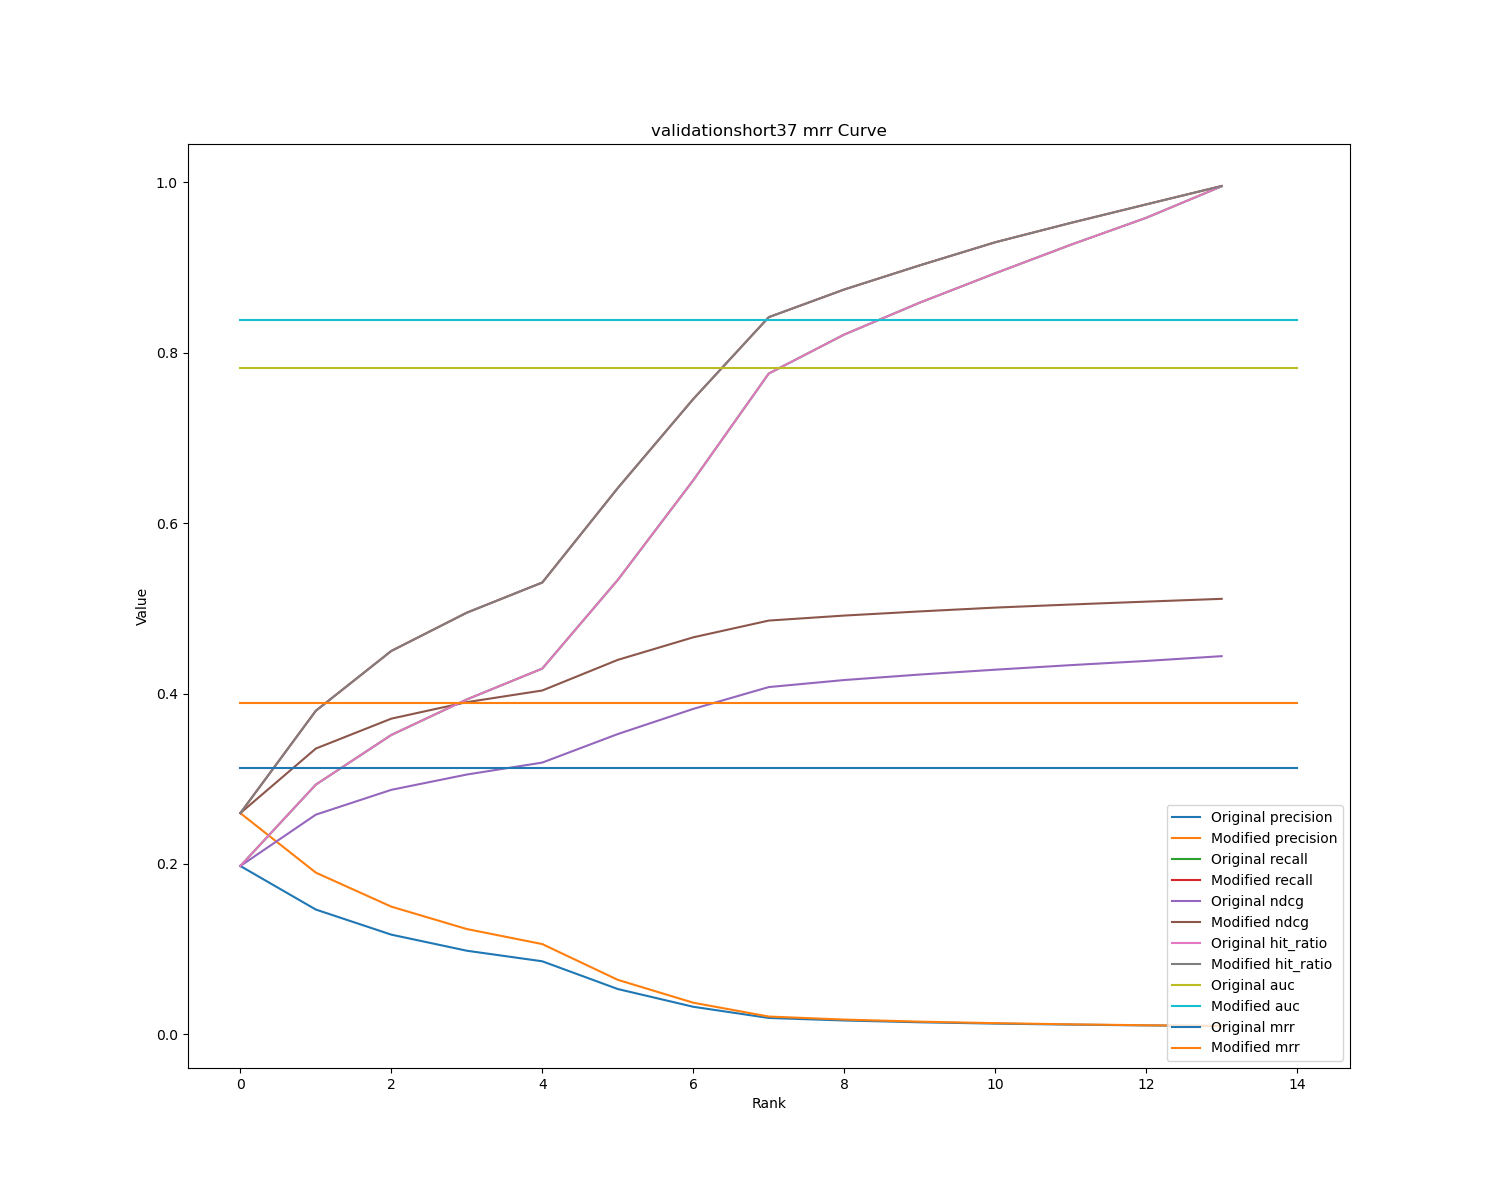 validationshort37 mrr Curve
1.0
0.8
0.6
0.4
0.2
0.0
Value
0 2 4 6 8 10 12 14
Rank
Original precision
Modified precision
Original recall
Modified recall
Original ndcg
Modified ndcg
Original hit_ratio
Modified hit_ratio
Original auc
Modified auc
Original mrr
Modified mrr